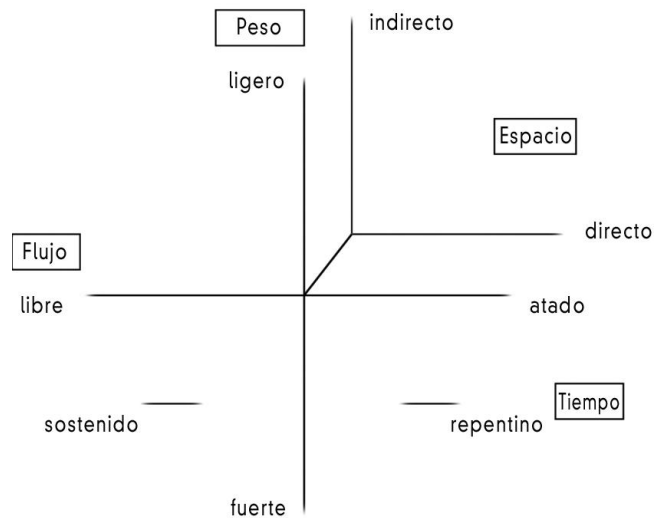 Peso
indirecto
ligero
Espacio
directo
Flujo
libre
atado
Tiempo
sostenido
repentino
fuerte